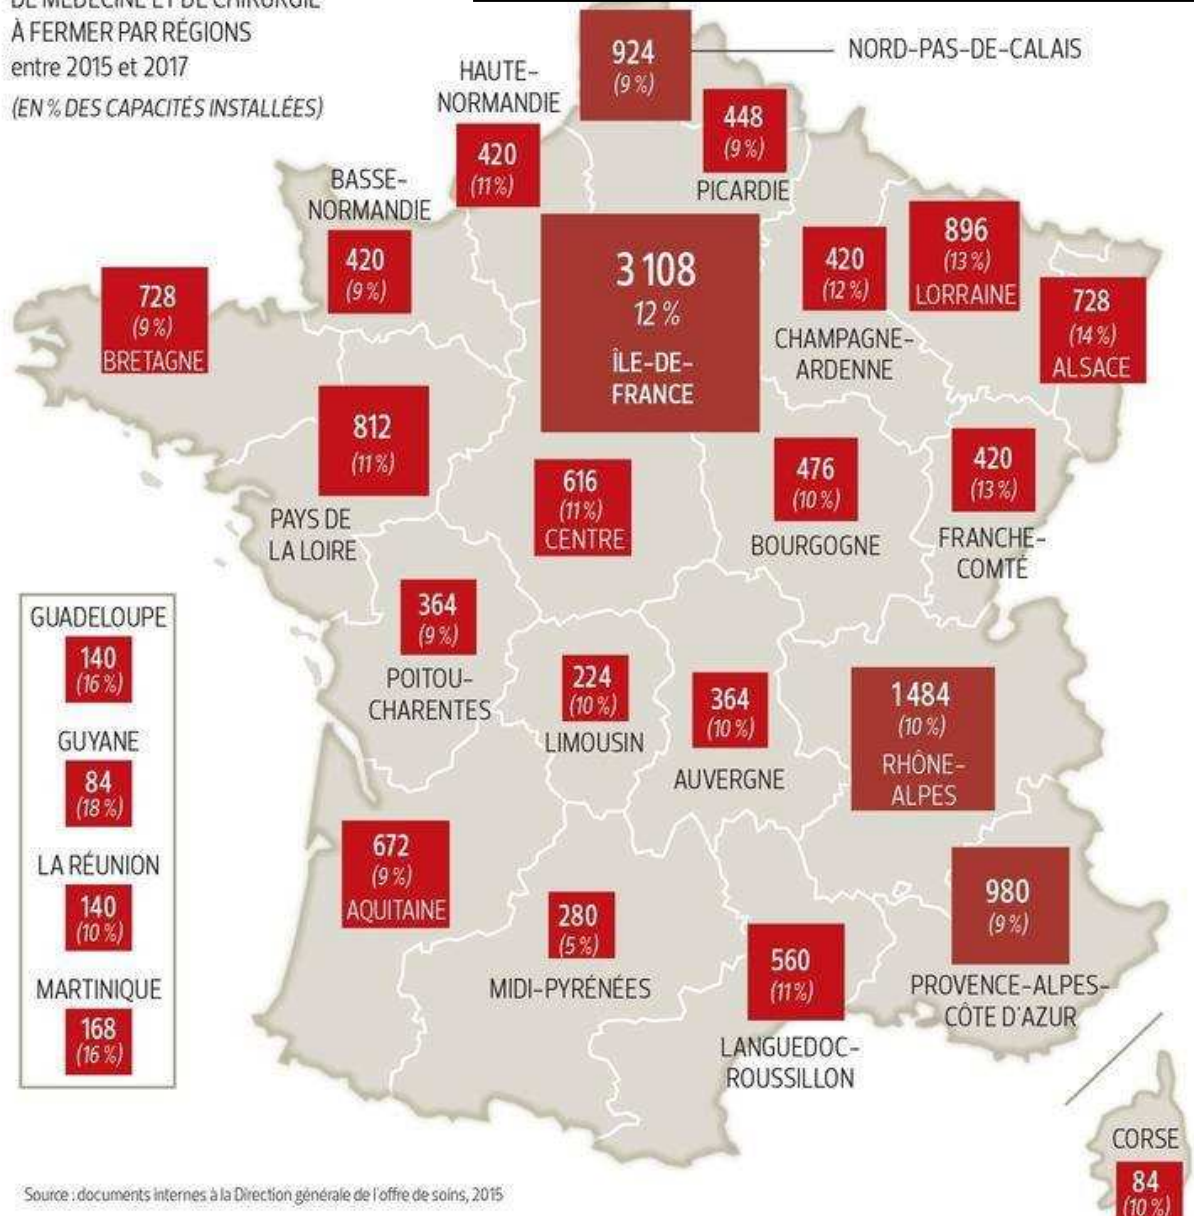 DE MÉDECINE ET DE CHIRURGIE
À FERMER PAR RÉGIONS
entre 2015 et 2017
(EN % DES CAPACITÉS INSTALLÉES)
924
(9 %)
NORD-PAS-DE-CALAIS
HAUTE-
NORMANDIE
420
(11 %)
448
(9 %)
PICARDIE
BASSE-
NORMANDIE
420
(9 %)
3 108
12 %
ÎLE-DE-
FRANCE
420
(12 %)
CHAMPAGNE-
ARDENNE
896
(13 %)
LORRAINE
728
(14 %)
ALSACE
728
(9 %)
BRETAGNE
812
(11 %)
PAYS DE
LA LOIRE
616
(11 %)
CENTRE
476
(10 %)
BOURGOGNE
420
(13 %)
FRANCHE-
COMTÉ
364
(9 %)
POITOU-
CHARENTES
224
(10 %)
LIMOUSIN
364
(10 %)
AUVERGNE
1 484
(10 %)
RHÔNE-
ALPES
GUADELOUPE
140
(16 %)
GUYANE
84
(18 %)
LA RÉUNION
140
(10 %)
MARTINIQUE
168
(16 %)
672
(9 %)
AQUITAINE
280
(5 %)
MIDI-PYRÉNÉES
560
(11 %)
LANGUEDOC-
ROUSSILLON
980
(9 %)
PROVENCE-ALPES-
CÔTE D'AZUR
CORSE
84
(10 %)
Source : documents internes à la Direction générale de l'offre de soins, 2015